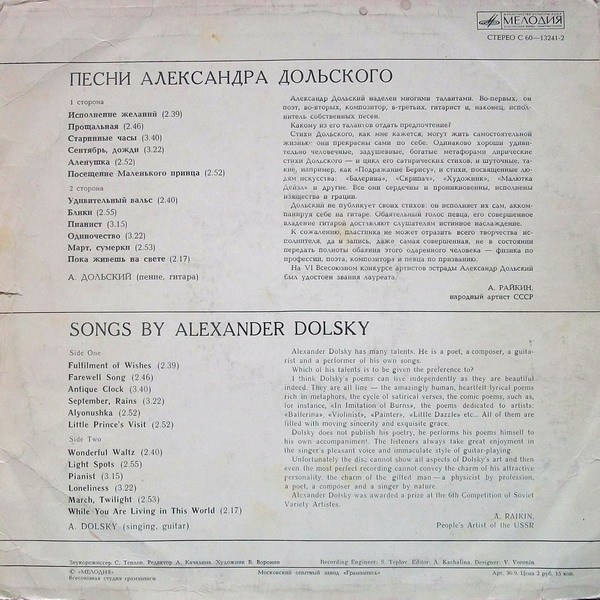 МЕЛОДИЯ
СТЕРЕО С 60—13241-2
ПЕСНИ АЛЕКСАНДРА ДОЛЬСКОГО
1 сторона
Исполнение желаний (2.39)
Прощальная (2.46)
Старинные часы (3.40)
Сентябрь, дожди (3.22)
Аленушка (2.52)
Посещение Маленького принца (2.52)
2 сторона
Удивительный вальс (2.40)
Блики (2.55)
Пианист (3.15)
Одиночество (3.22)
Март, сумерки (2.53)
Пока живешь на свете (2.17)
А. ДОЛЬСКИЙ (пение, гитара)
Александр Дольский наделен многими талантами. Во-первых, он
поэт, во-вторых, композитор, в-третьих, гитарист и, наконец, испол-
нитель собственных песен.
Какому из его талантов отдать предпочтение?
Стихи Дольского, как мне кажется, могут жить самостоятельной
жизнью: они прекрасны сами по себе. Одинаково хороши удиви-
тельно человечные, задушевные, богатые метафорами лирические
стихи Дольского — и цикл его сатирических стихов, и шуточные, та-
кие, например, как «Подражание Бернсу», и стихи, посвященные лю-
дям искусства: «Балерина», «Скрипач», «Художник», «Малютка
Дейзл» и другие. Все они сердечны и проникновенны, исполнены
изящества и грации.
Дольский не публикует своих стихов: он исполняет их сам, акком-
панируя себе на гитаре. Обаятельный голос певца, его совершенное
владение гитарой доставляют слушателям истинное наслаждение.
К сожалению, пластинка не может отразить всего творчества ис-
полнителя, да и запись, даже самая совершенная, не в состоянии
передать полноты обаяния этого одаренного человека — физика по
профессии, поэта, композитора и певца по призванию.
На VI Всесоюзном конкурсе артистов эстрады Александр Дольский
был удостоен звания лауреата.
А. РАЙКИН,
народный артист СССР
SONGS BY ALEXANDER DOLSKY
Side One
Fulfilment of Wishes (2.39)
Farewell Song (2.46)
Antique Clock (3.40)
September, Rains (3.22)
Alyonushka (2.52)
Little Prince's Visit (2.52)
Side Two
Wonderful Waltz (2.40)
Light Spots (2.55)
Pianist (3.15)
Loneliness (3.22)
March, Twilight (2.53)
While You Are Living in This World (2.17)
A. DOLSKY (singing, guitar)
Alexander Dolsky has many talents. He is a poet, a composer, a guita-
rist and a performer of his own songs.
Which of his talents is to be given the preference to?
I think Dolsky's poems can live independently as they are beautiful
indeed. They are all fine — the amazingly human, heartfelt lyrical poems
rich in metaphors, the cycle of satirical verses, the comic poems, such as,
for instance, «In Imitation of Burns», the poems dedicated to artists:
«Ballerina», «Violinist», «Painter», «Little Dazzle» etc... All of them are
filled with moving sincerity and exquisite grace.
Dolsky does not publish his poetry, he performs his poems himself to
his own accompaniment. The listeners always take great enjoyment in
the singer's pleasant voice and immaculate style of guitar-playing.
Unfortunately the disc cannot show all aspects of Dolsky's art and then
even the most perfect recording cannot convey the charm of his attractive
personality, the charm of the gifted man — a physicist by profession,
a poet, a composer and a singer by nature.
Alexander Dolsky was awarded a prize at the 6th Competition of Soviet
Variety Artistes.
A. RAIKIN,
People's Artist of the USSR
Звукорежиссер С. Теплов. Редактор А. Качалина. Художник В. Воронин
Recording Engineer: S. Teplov. Editor: A. Kachalina. Designer: V. Voronin
© «МЕЛОДИЯ»
Всесоюзная студия грамзаписи
Московский опытный завод «Грамзапись»
Арт. 36.9. Цена 2 руб. 15 коп.